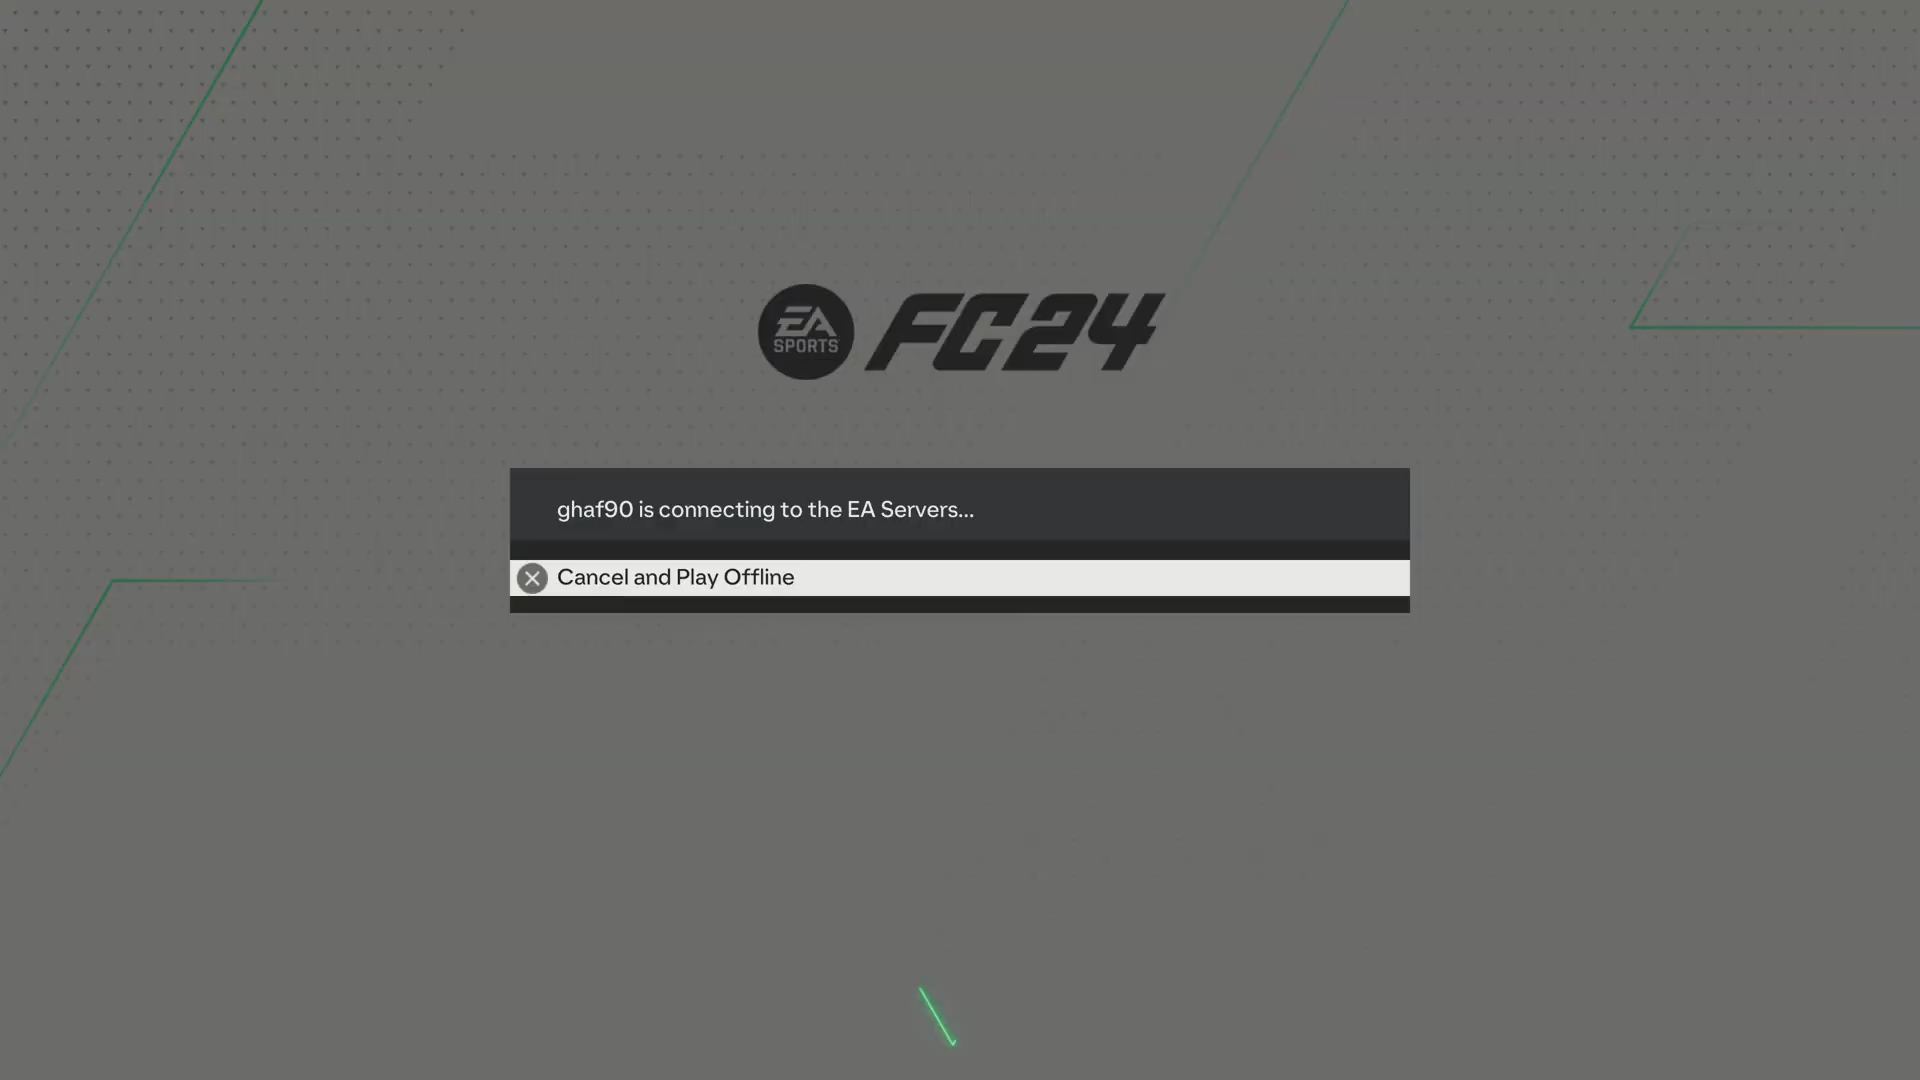 EA
SPORTS
FC24
ghaf90 is connecting to the EA Servers...
Cancel and Play Offline